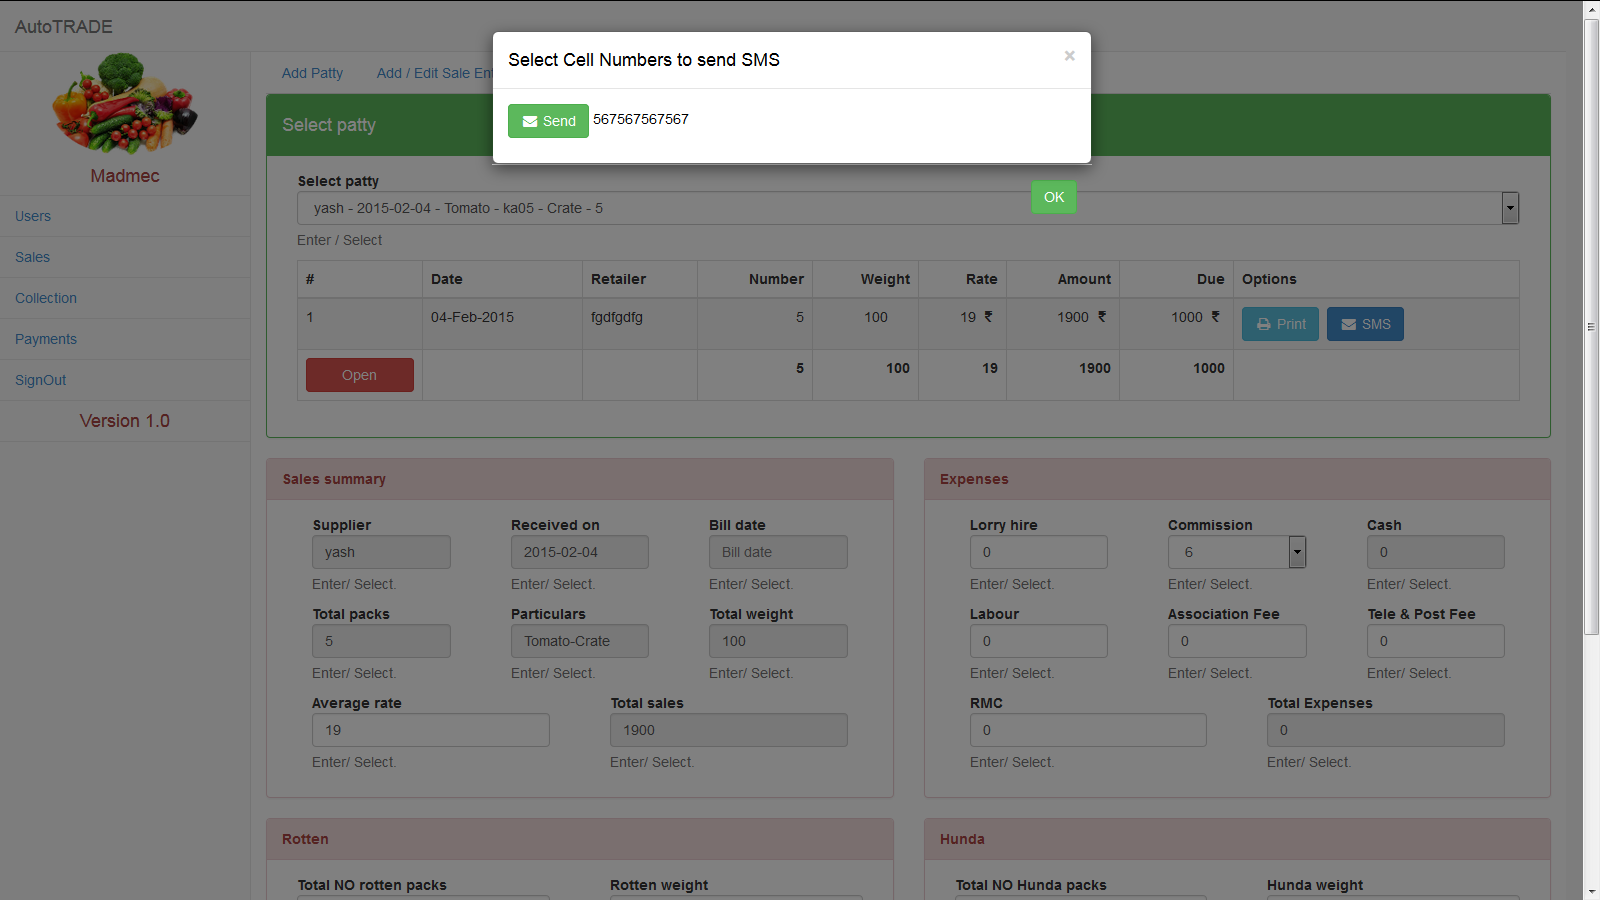 AutoTRADE
Select Cell Numbers to send SMS
×
Send 567567567567
OK
Madmec
Users
Sales
Collection
Payments
SignOut
Version 1.0
Add Patty Add / Edit Sale Ent
Select patty
Select patty
yash - 2015-02-04 - Tomato - ka05 - Crate - 5
Enter / Select
# Date Retailer Number Weight Rate Amount Due Options
1 04-Feb-2015 fgdfgdfg 5 100 19 ₹ 1900 ₹ 1000 ₹ Print SMS
Open 5 100 19 1900 1000
Sales summary
Supplier Received on Bill date
yash 2015-02-04 Bill date
Enter/ Select. Enter/ Select. Enter/ Select.
Total packs Particulars Total weight
5 Tomato-Crate 100
Enter/ Select. Enter/ Select. Enter/ Select.
Average rate Total sales
19 1900
Enter/ Select. Enter/ Select.
Expenses
Lorry hire Commission Cash
0 6 0
Enter/ Select. Enter/ Select. Enter/ Select.
Labour Association Fee Tele & Post Fee
0 0 0
Enter/ Select. Enter/ Select. Enter/ Select.
RMC Total Expenses
0 0
Enter/ Select. Enter/ Select.
Rotten
Total NO rotten packs Rotten weight
Hunda
Total NO Hunda packs Hunda weight